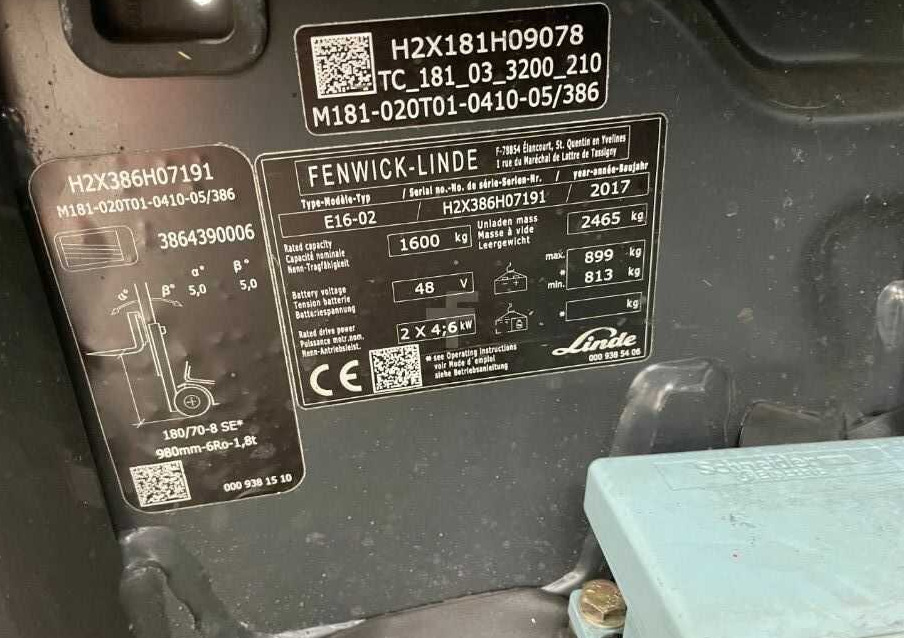 H2X181H09078
TC_181_03_3200_210
M181-020T01-0410-05/386
H2X386H07191
M181-020T01-0410-05/386
3864390006
α° β°
5,0 5,0
α° β°
180/70-8 SE*
980mm-6Ro-1,8t
000 938 15 10
FENWICK-LINDE
F-78854 Élancourt, St. Quentin en Yvelines
1 rue du Maréchal de Lattre de Tassigny
Type-Modèle-Typ / Serial no.-No. de série-Serien-Nr. / year-année-Baujahr
E16-02 / H2X386H07191 / 2017
Rated capacity
Capacité nominale
Nenn-Tragfähigkeit
1600 kg
Unladen mass
Masse à vide
Leergewicht
2465 kg
Battery voltage
Tension batterie
Batteriespannung
48 V
max. 899 kg
*
min. 813 kg
Rated drive power
Puissance motr.nom.
Nenn-Antriebsleist.
2 X 4,6 kW
* kg
CE
* see Operating instructions
voir Mode d'emploi
siehe Betriebsanleitung
Linde
000 938 54 06